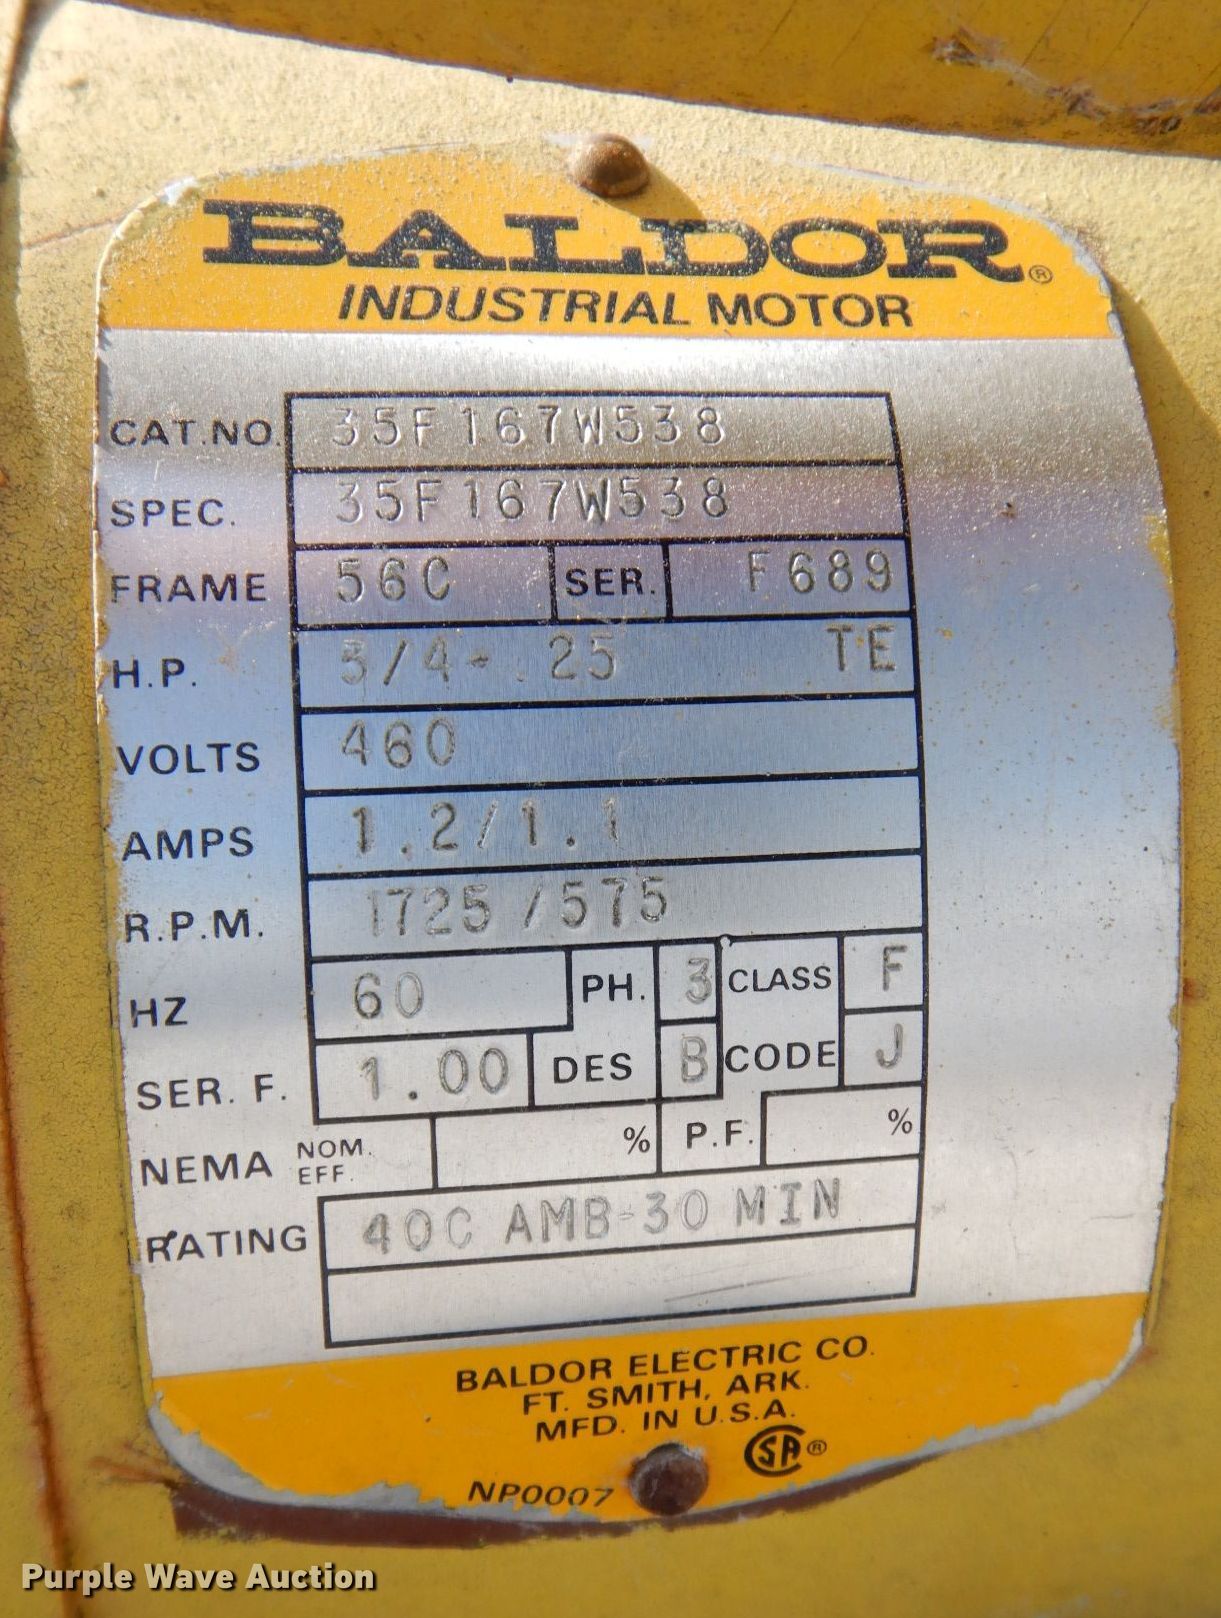 BALDOR®
INDUSTRIAL MOTOR
CAT.NO. 35F167W538
SPEC. 35F167W538
FRAME 56C SER. F689
H.P. 3/4-.25 TE
VOLTS 460
AMPS 1.2/1.1
R.P.M. 1725/575
HZ 60 PH. 3 CLASS F
SER. F. 1.00 DES B CODE J
NEMA NOM. EFF. % P.F. %
RATING 40C AMB-30 MIN
BALDOR ELECTRIC CO.
FT. SMITH, ARK.
MFD. IN U.S.A.
SA®
NP0007
Purple Wave Auction